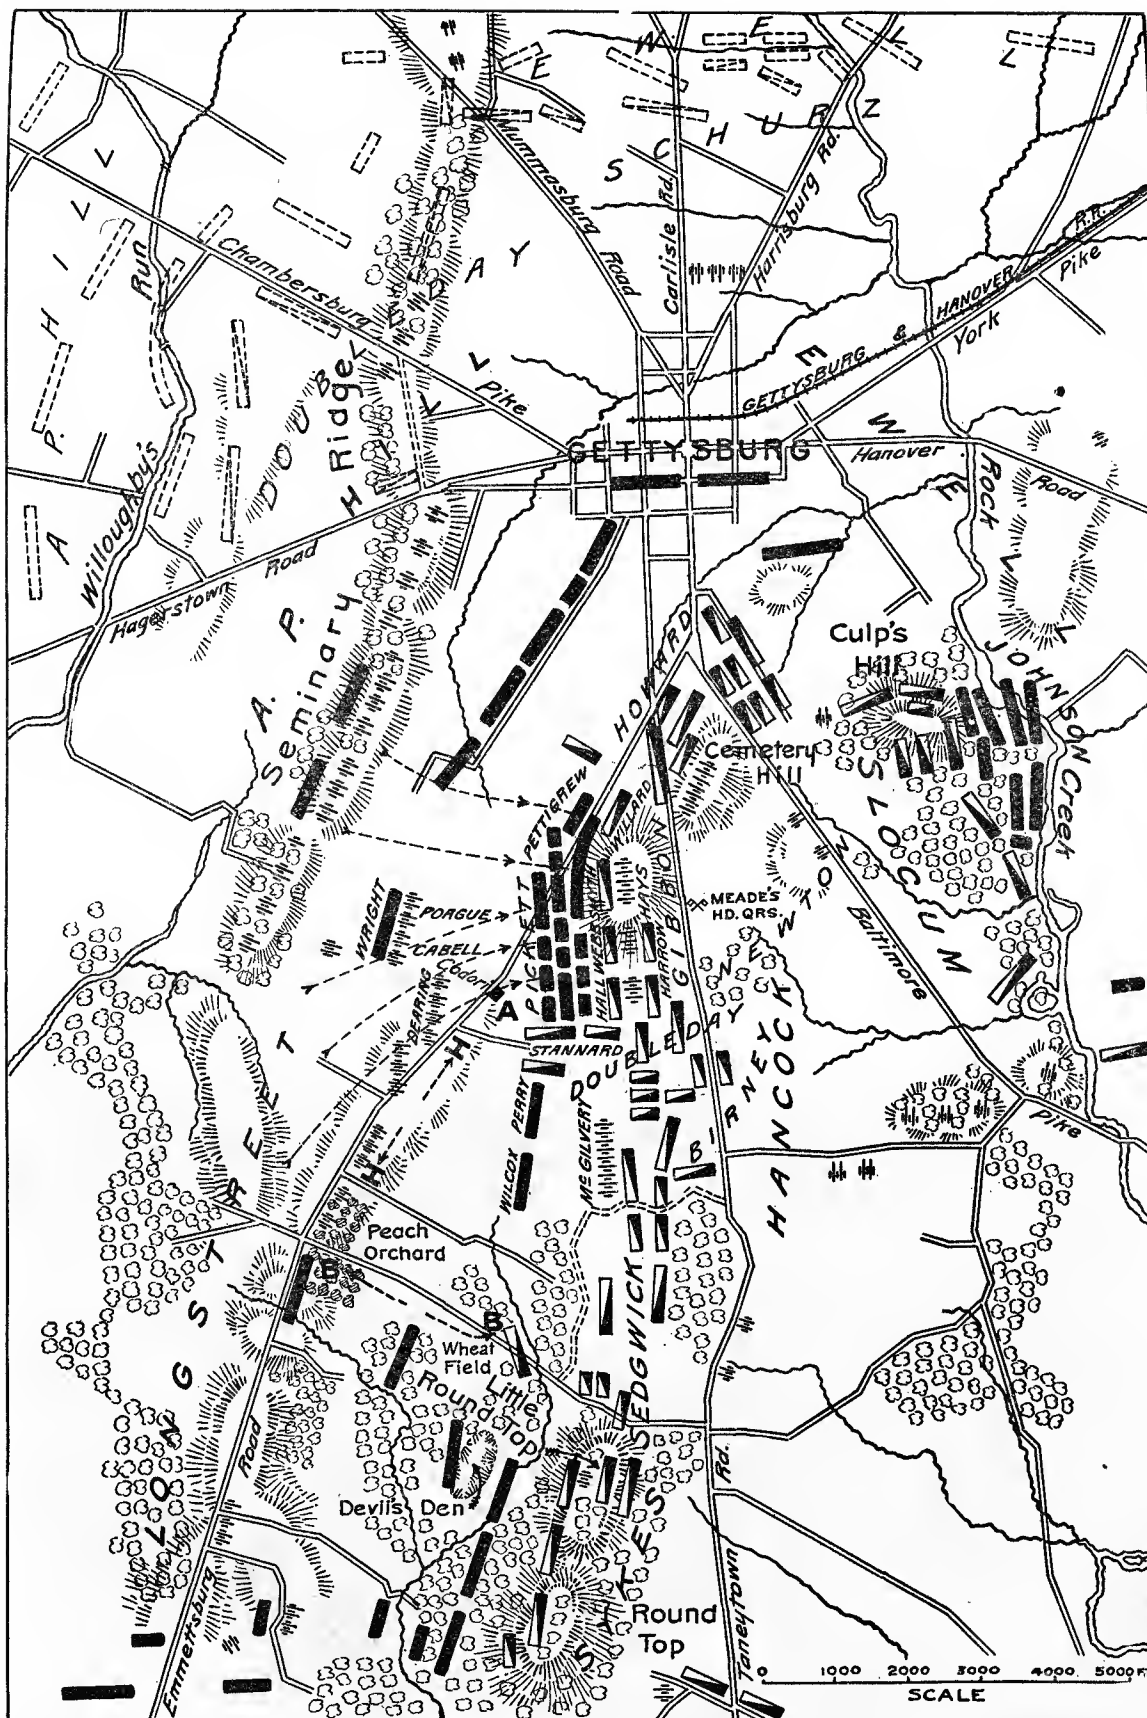 EWELL
SCHURZ
Mummasburg
Road
Carlisle Rd.
Harrisburg Rd.
R.R.
HANOVER
&
GETTYSBURG
York
Pike
A. P. HILL
Willoughby's
Run
Chambersburg
Pike
DOUBLEDAY
Seminary
Ridge
GETTYSBURG
Hanover
Road
EWELL
Rock
Creek
Hagerstown
Road
A. P. HILL
HOWARD
Culp's
Hill
JOHNSON
SLOCUM
Cemetery
Hill
PETTIGREW
ARD
PICKETT
WEBB
SMYTH
HAYS
HALL
HARROW
GIBBON
MEADE'S
HD. QRS.
NEWTON
Baltimore
Pike
WRIGHT
POAGUE
CABELL
Codori
DEARING
A
H
H
STANNARD
DOUBLEDAY
BIRNEY
HANCOCK
PERRY
WILCOX
McGILVERT
LONGSTREET
Peach
Orchard
B
B
Wheat
Field
Little
Round Top
Devil's Den
SEDGWICK
SYKES
Round
Top
Emmettsburg
Road
Taneytown
Rd.
0 1000 2000 3000 4000 5000 F
SCALE